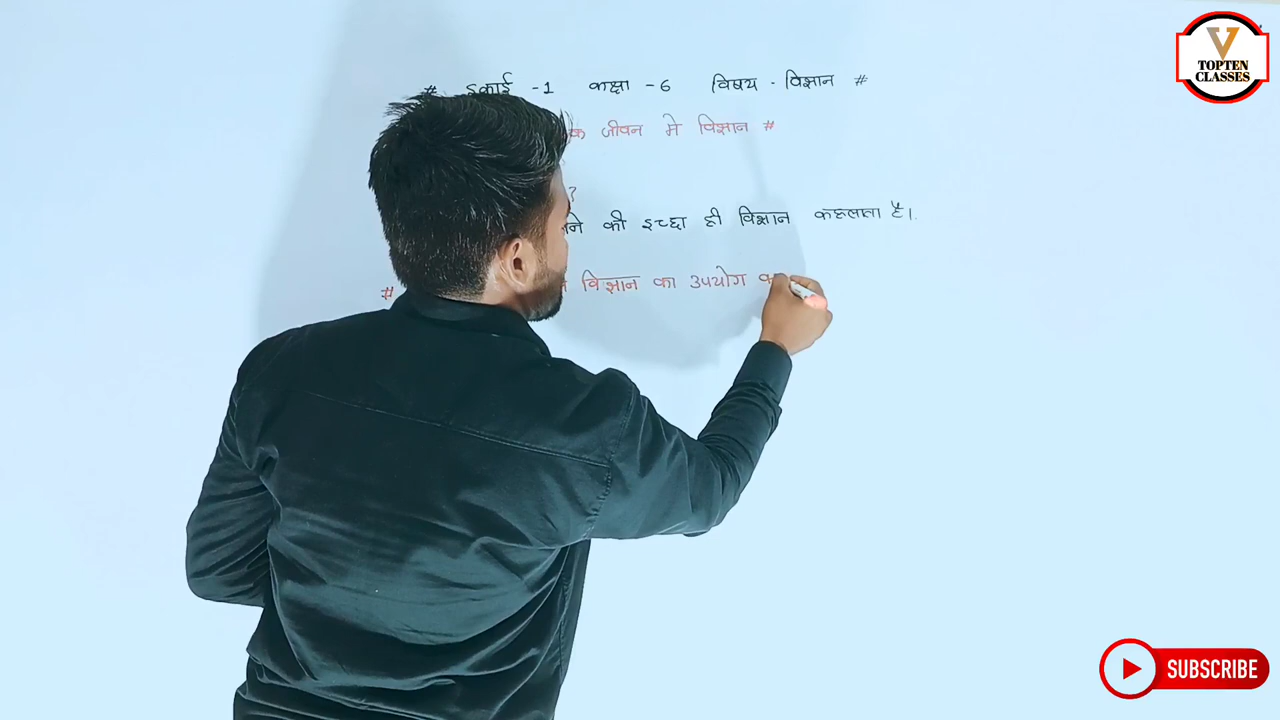 # इकाई -1 कक्षा -6 विषय - विज्ञान #
जीवन मे विज्ञान #
?
की इच्छा ही विज्ञान कहलाता है।
# विज्ञान का उपयोग
V
TOPTEN
CLASSES
SUBSCRIBE